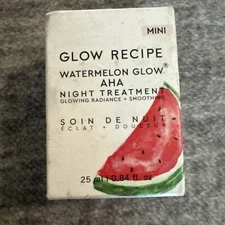 MINI
GLOW RECIPE
WATERMELON GLOW®
AHA
NIGHT TREATMENT
GLOWING RADIANCE + SMOOTHING
SOIN DE NUIT
ÉCLAT + DOUCEUR
25 ml | 0.84 fl. oz